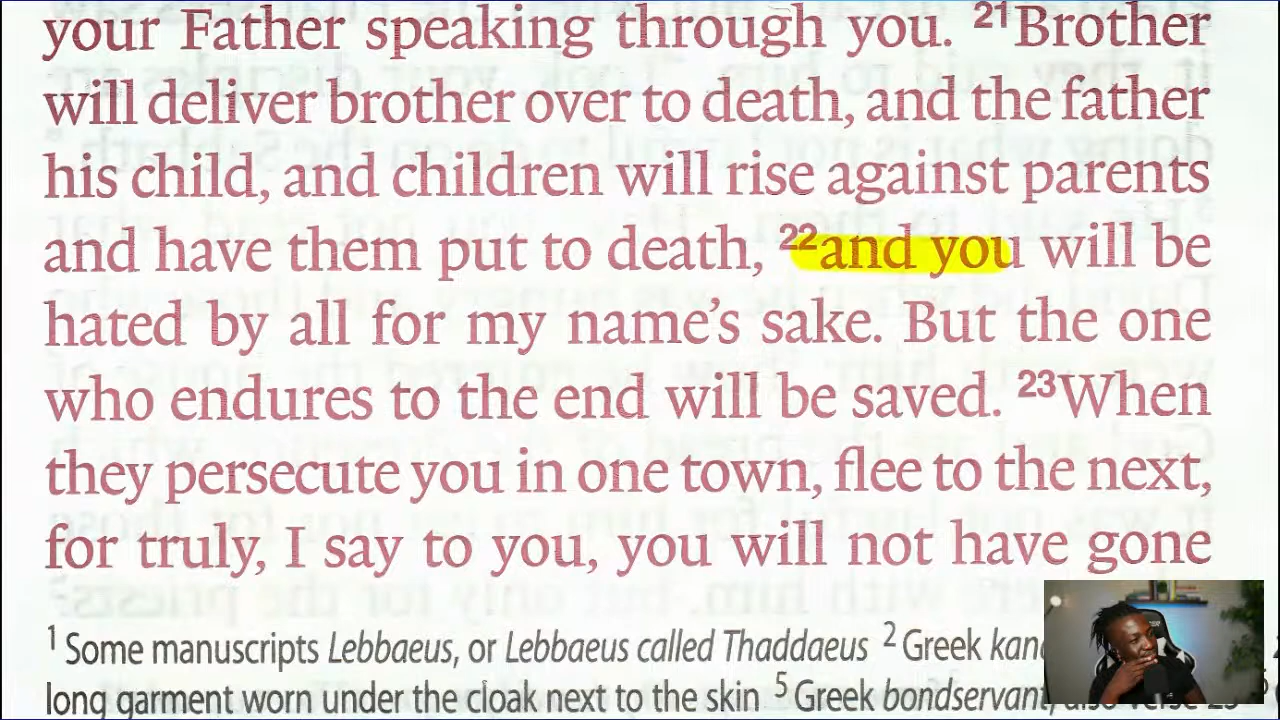 your Father speaking through you. 21Brother
will deliver brother over to death, and the father
his child, and children will rise against parents
and have them put to death, 22and you will be
hated by all for my name’s sake. But the one
who endures to the end will be saved. 23When
they persecute you in one town, flee to the next,
for truly, I say to you, you will not have gone
1 Some manuscripts Lebbaeus, or Lebbaeus called Thaddaeus 2 Greek
long garment worn under the cloak next to the skin 5 Greek bondservant,